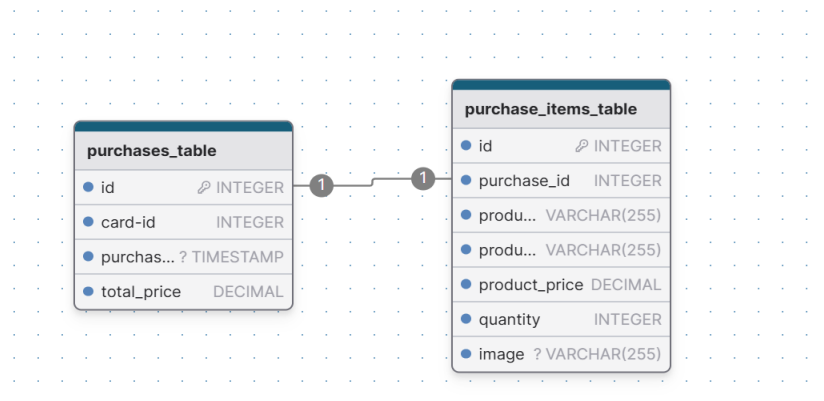 purchases_table
id INTEGER
card-id INTEGER
purchas... ? TIMESTAMP
total_price DECIMAL
1
1
purchase_items_table
id INTEGER
purchase_id INTEGER
produ... VARCHAR(255)
produ... VARCHAR(255)
product_price DECIMAL
quantity INTEGER
image ? VARCHAR(255)